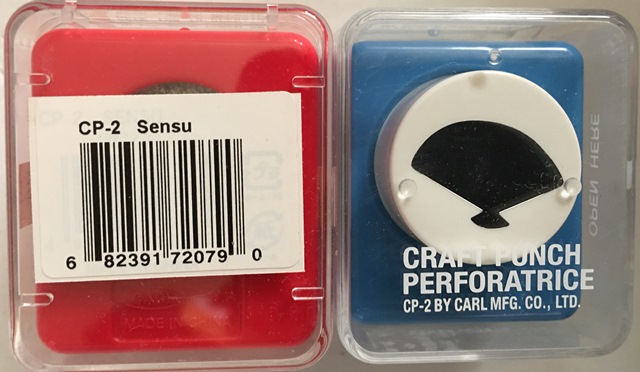 CP-2 Sensu
6 82391 72079 0
MADE IN CHINA
OPEN HERE
CRAFT PUNCH
PERFORATRICE
CP-2 BY CARL MFG. CO., LTD.